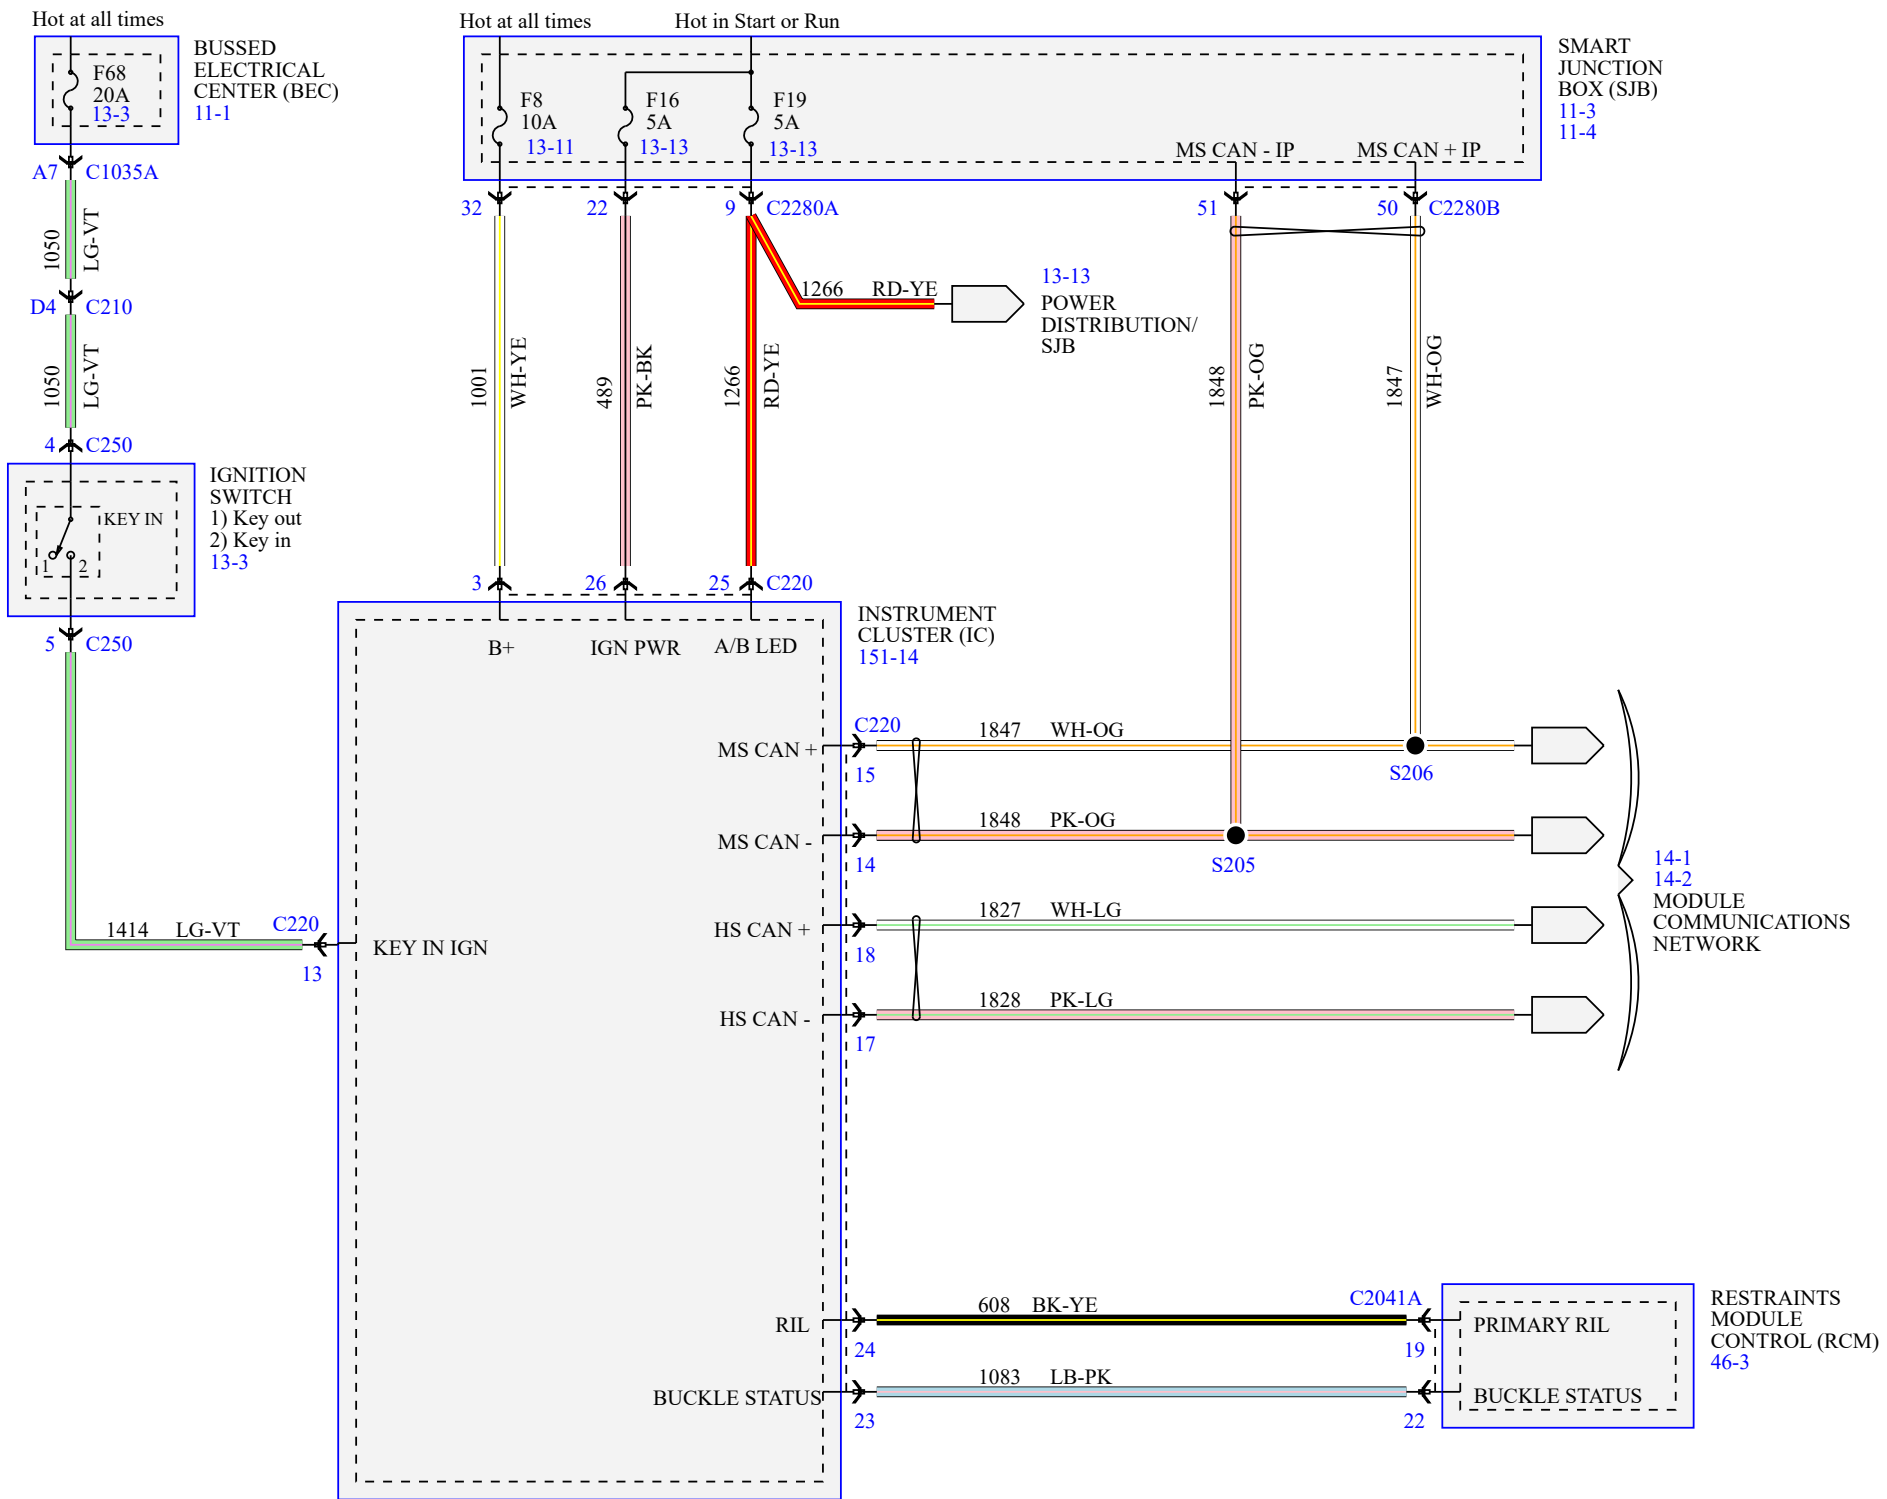 Hot at all times
BUSSED
ELECTRICAL
CENTER (BEC)
11-1
F68
20A
13-3
A7
C1035A
1050
LG-VT
D4
C210
1050
LG-VT
4
C250
IGNITION
SWITCH
1) Key out
2) Key in
13-3
KEY IN
1
2
5
C250
1414
LG-VT
C220
13
Hot at all times
Hot in Start or Run
SMART
JUNCTION
BOX (SJB)
11-3
11-4
F8
10A
13-11
F16
5A
13-13
F19
5A
13-13
MS CAN - IP
MS CAN + IP
32
22
9
C2280A
51
50
C2280B
1266
RD-YE
13-13
POWER
DISTRIBUTION/
SJB
1001
WH-YE
489
PK-BK
1266
RD-YE
1848
PK-OG
1847
WH-OG
3
26
25
C220
INSTRUMENT
CLUSTER (IC)
151-14
B+
IGN PWR
A/B LED
KEY IN IGN
MS CAN +
C220
15
1847
WH-OG
S206
MS CAN -
14
1848
PK-OG
S205
HS CAN +
18
1827
WH-LG
HS CAN -
17
1828
PK-LG
14-1
14-2
MODULE
COMMUNICATIONS
NETWORK
RIL
24
608
BK-YE
C2041A
19
PRIMARY RIL
BUCKLE STATUS
23
1083
LB-PK
22
BUCKLE STATUS
RESTRAINTS
MODULE
CONTROL (RCM)
46-3